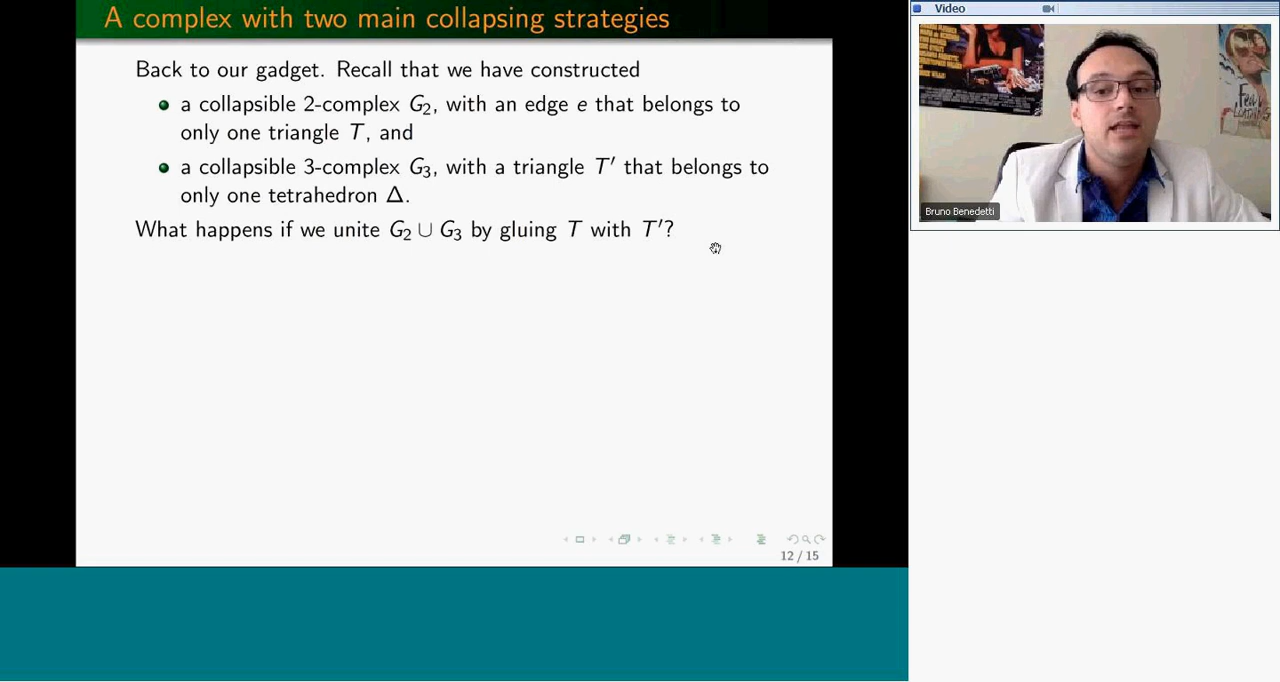 A complex with two main collapsing strategies
Back to our gadget. Recall that we have constructed
a collapsible 2-complex G₂, with an edge e that belongs to
only one triangle T, and
a collapsible 3-complex G₃, with a triangle T′ that belongs to
only one tetrahedron Δ.
What happens if we unite G₂ ∪ G₃ by gluing T with T′?
12 / 15
Video
Bruno Benedetti